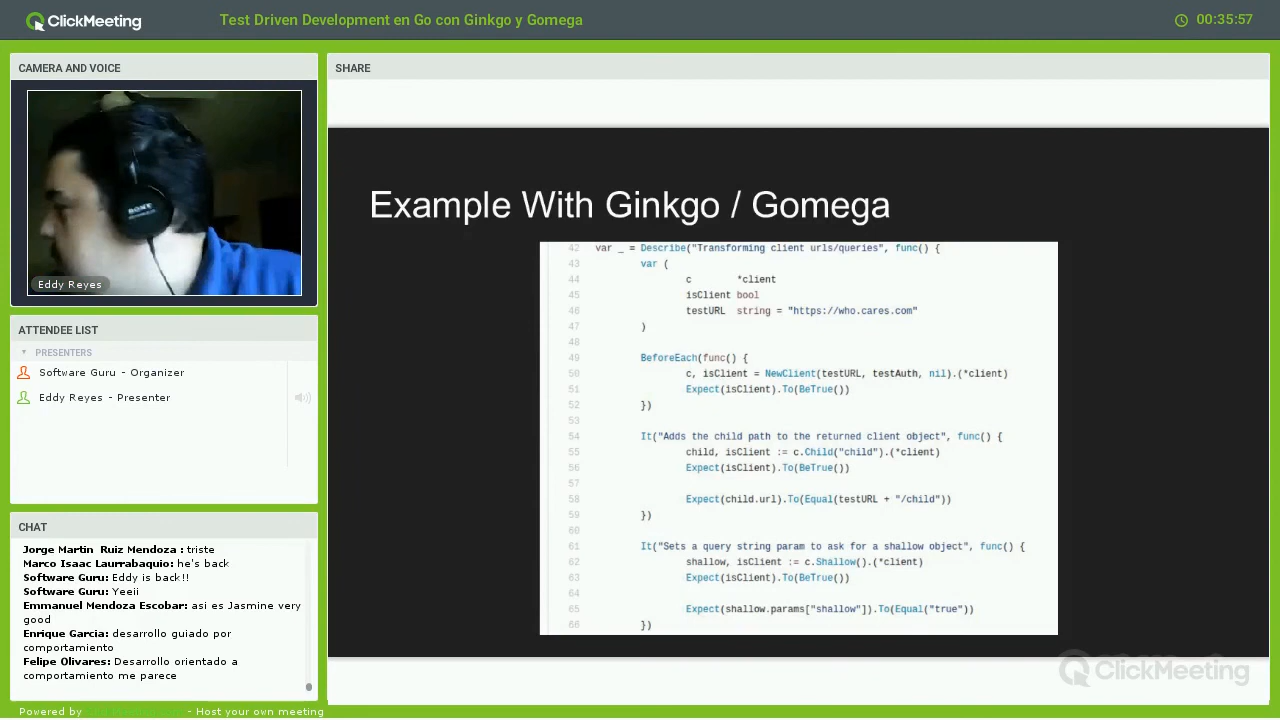 ClickMeeting
Test Driven Development en Go con Ginkgo y Gomega
00:35:57
CAMERA AND VOICE
SONY
Eddy Reyes
ATTENDEE LIST
PRESENTERS
Software Guru - Organizer
Eddy Reyes - Presenter
CHAT
Jorge Martin Ruiz Mendoza : triste
Marco Isaac Laurrabaquio: he's back
Software Guru: Eddy is back!!
Software Guru: Yeeii
Emmanuel Mendoza Escobar: asi es Jasmine very
good
Enrique Garcia: desarrollo guiado por
comportamiento
Felipe Olivares: Desarrollo orientado a
comportamiento me parece
Powered by
- Host your own meeting
SHARE
Example With Ginkgo / Gomega
42 var _ = Describe("Transforming client urls/queries", func() {
43 var (
44 c *client
45 isClient bool
46 testURL string = "https://who.cares.com"
47 )
48
49 BeforeEach(func() {
50 c, isClient = NewClient(testURL, testAuth, nil).(*client)
51 Expect(isClient).To(BeTrue())
52 })
53
54 It("Adds the child path to the returned client object", func() {
55 child, isClient := c.Child("child").(*client)
56 Expect(isClient).To(BeTrue())
57
58 Expect(child.url).To(Equal(testURL + "/child"))
59 })
60
61 It("Sets a query string param to ask for a shallow object", func() {
62 shallow, isClient := c.Shallow().(*client)
63 Expect(isClient).To(BeTrue())
64
65 Expect(shallow.params["shallow"]).To(Equal("true"))
66 })
ClickMeeting